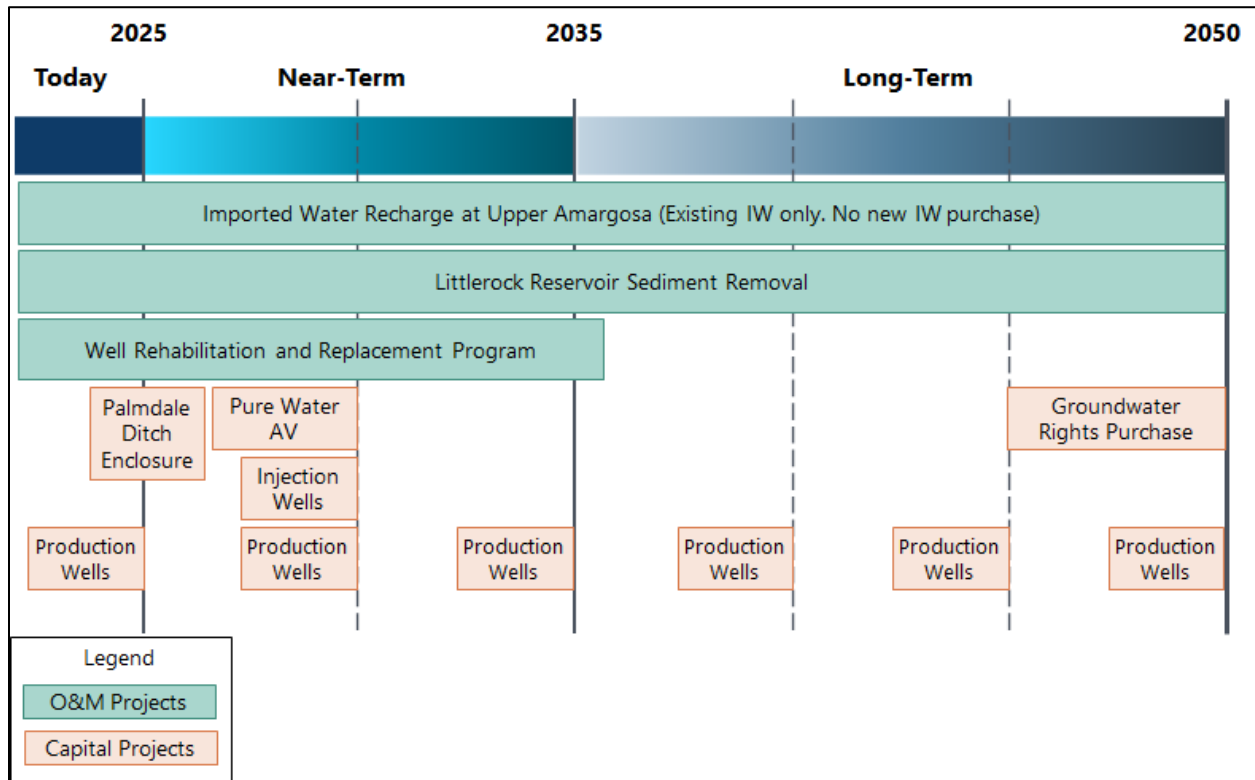 2025
2035
2050
Today
Near-Term
Long-Term
Imported Water Recharge at Upper Amargosa (Existing IW only. No new IW purchase)
Littlerock Reservoir Sediment Removal
Well Rehabilitation and Replacement Program
Palmdale
Ditch
Enclosure
Pure Water
AV
Groundwater
Rights Purchase
Injection
Wells
Production
Wells
Production
Wells
Production
Wells
Production
Wells
Production
Wells
Production
Wells
Legend
O&M Projects
Capital Projects